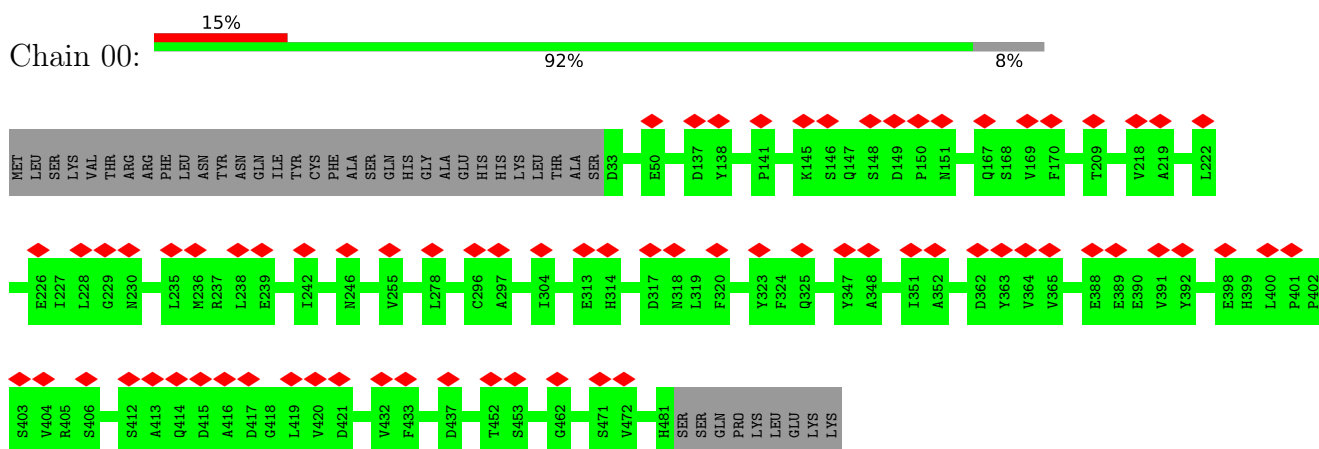 15%
Chain 00:
92% 8%
MET LEU SER LYS VAL THR ARG ARG PHE LEU ASN TYR ASN GLN ILE TYR CYS PHE ALA SER GLN HIS GLY ALA GLU HIS HIS LYS LEU THR ALA SER D33 E50 D137 Y138 P141 K145 S146 Q147 S148 D149 P150 N151 Q167 S168 V169 F170 T209 V218 A219 L222
E226 I227 L228 G229 N230 L235 M236 R237 L238 E239 I242 N246 V255 L278 C296 A297 I304 E313 H314 D317 N318 L319 F320 Y323 F324 Q325 Y347 A348 I351 A352 D362 Y363 V364 V365 E388 E389 E390 V391 Y392 E398 H399 L400 P401 P402
S403 V404 R405 S406 S412 A413 Q414 D415 A416 D417 G418 L419 V420 D421 V432 F433 D437 T452 S453 G462 S471 V472 H481 SER SER GLN PRO LYS LEU GLU LYS LYS